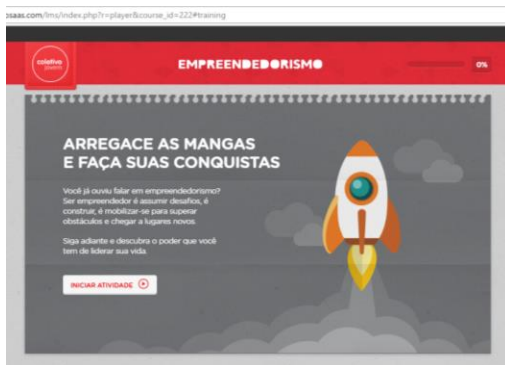 osaas.com/lms/index.php?r=player&course_id=222#training
coletivo
EMPREENDEDORISMO
0%
ARREGACE AS MANGAS
E FAÇA SUAS CONQUISTAS
Você já ouviu falar em empreendedorismo?
Ser empreendedor é assumir desafios, é
construir, é mobilizar-se para superar
obstáculos e chegar a lugares novos.
Siga adiante e descubra o poder que você
tem de liderar sua vida.
INICIAR ATIVIDADE